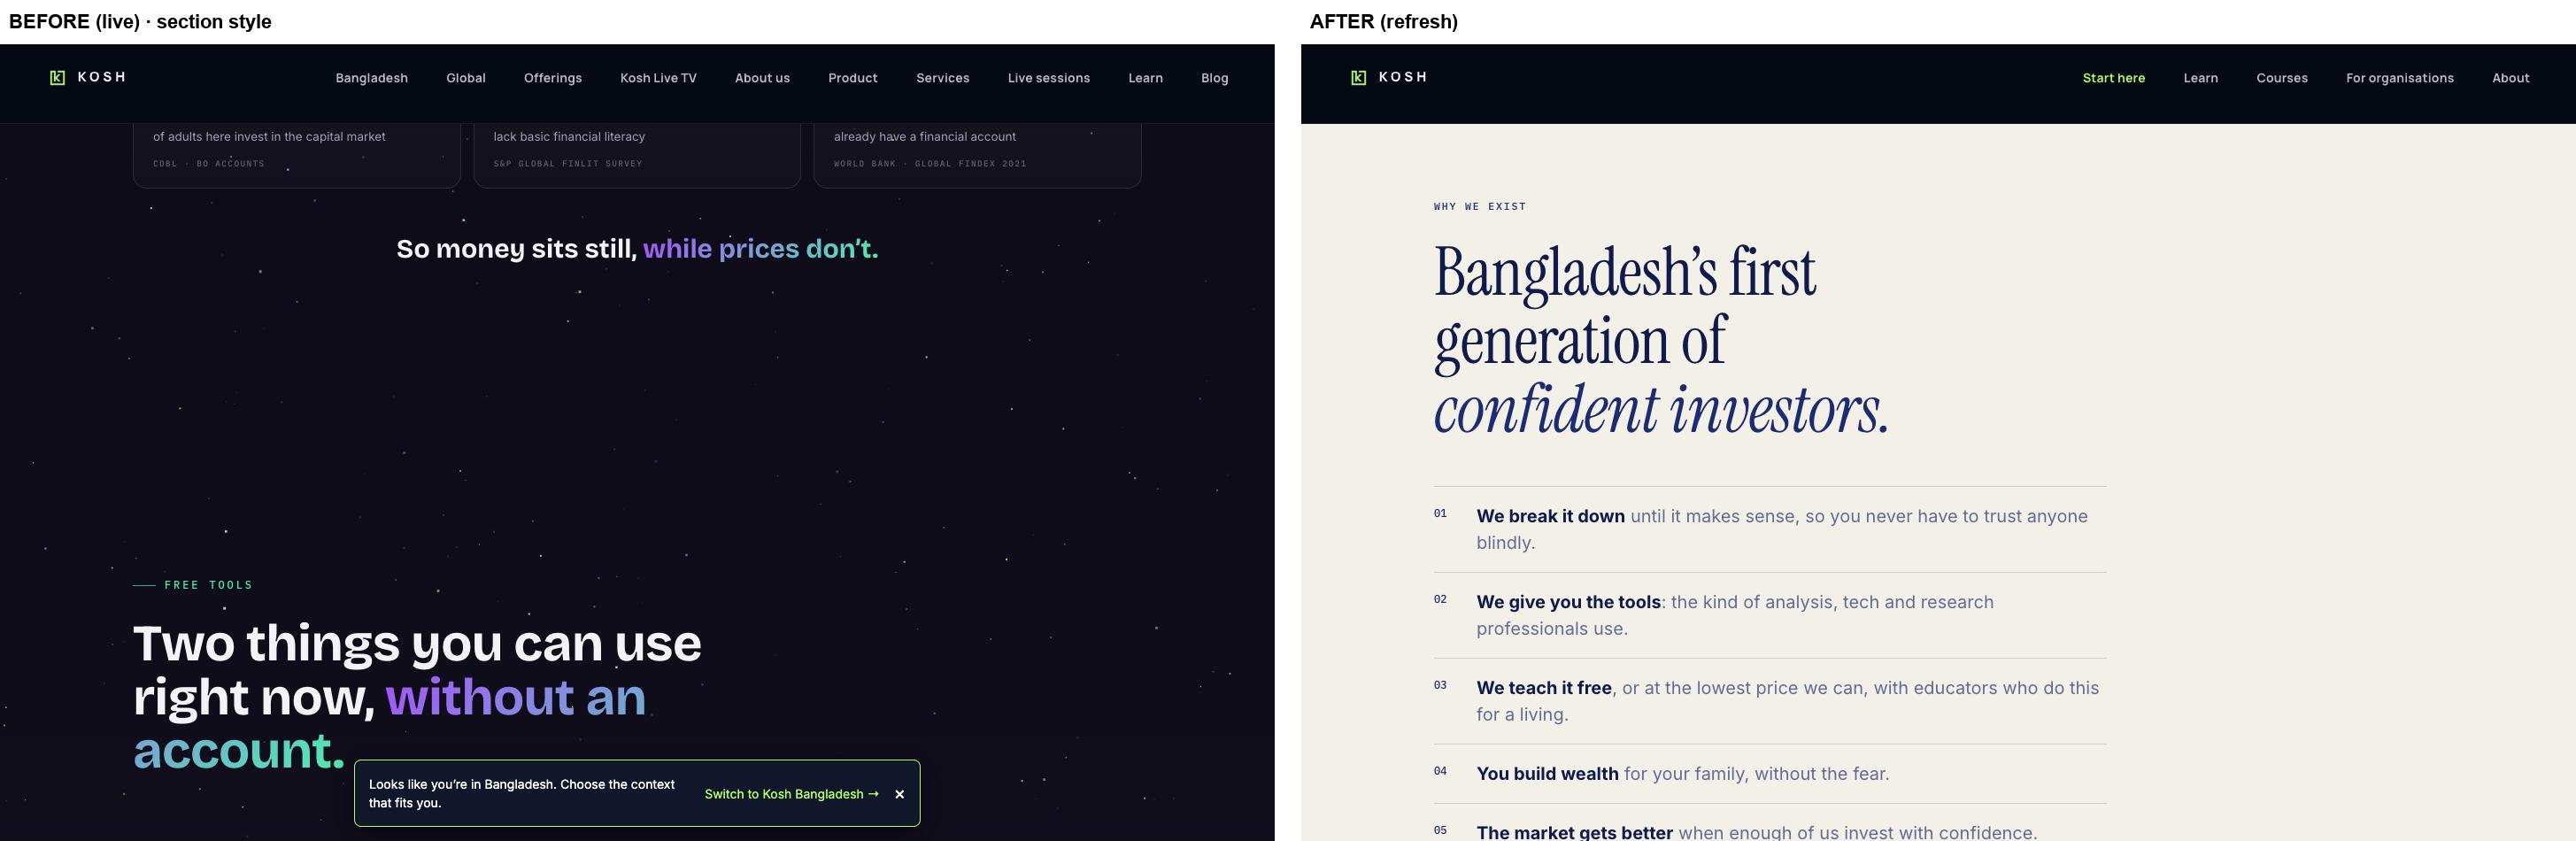 BEFORE (live) · section style
KOSH
Bangladesh
Global
Offerings
Kosh Live TV
About us
Product
Services
Live sessions
Learn
Blog
of adults here invest in the capital market
CDBL · BO ACCOUNTS
lack basic financial literacy
S&P GLOBAL FINLIT SURVEY
already have a financial account
WORLD BANK · GLOBAL FINDEX 2021
So money sits still, while prices don’t.
FREE TOOLS
Two things you can use
right now, without an
account.
Looks like you’re in Bangladesh. Choose the context
that fits you.
Switch to Kosh Bangladesh →
×
AFTER (refresh)
KOSH
Start here
Learn
Courses
For organisations
About
WHY WE EXIST
Bangladesh’s first
generation of
confident investors.
01
We break it down until it makes sense, so you never have to trust anyone
blindly.
02
We give you the tools: the kind of analysis, tech and research
professionals use.
03
We teach it free, or at the lowest price we can, with educators who do this
for a living.
04
You build wealth for your family, without the fear.
05
The market gets better when enough of us invest with confidence.